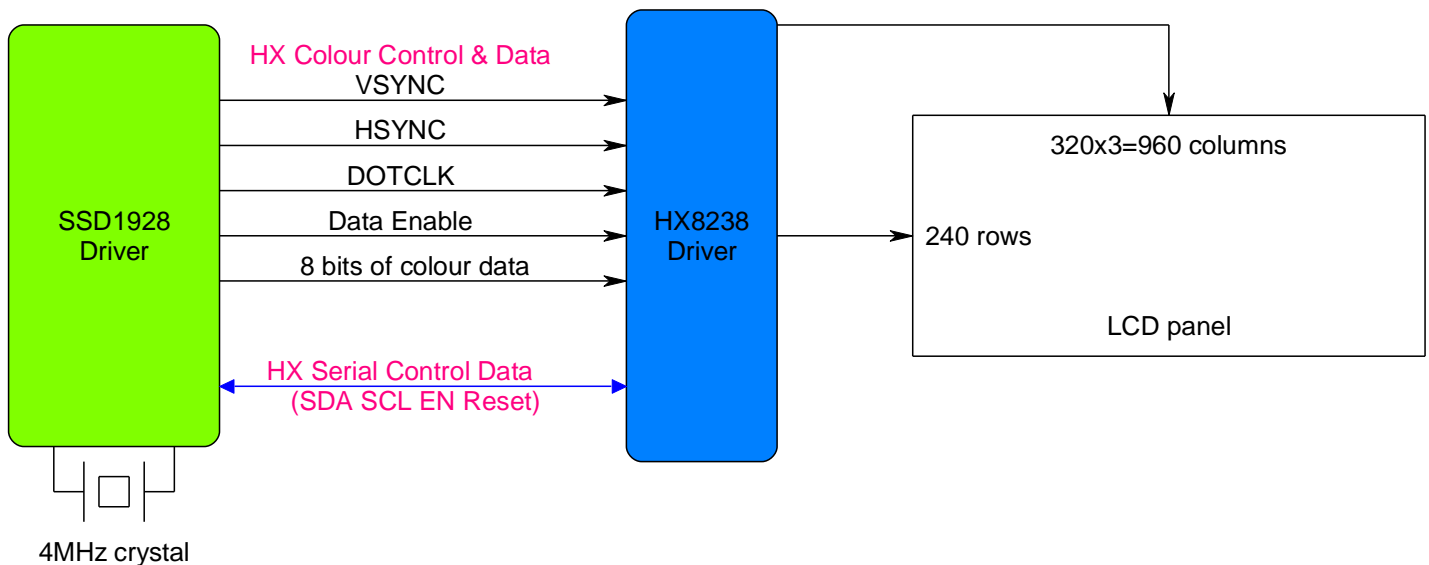 HX Colour Control & Data
VSYNC
HSYNC
DOTCLK
Data Enable
8 bits of colour data
HX Serial Control Data
(SDA SCL EN Reset)
SSD1928
Driver
4MHz crystal
HX8238
Driver
320x3=960 columns
240 rows
LCD panel